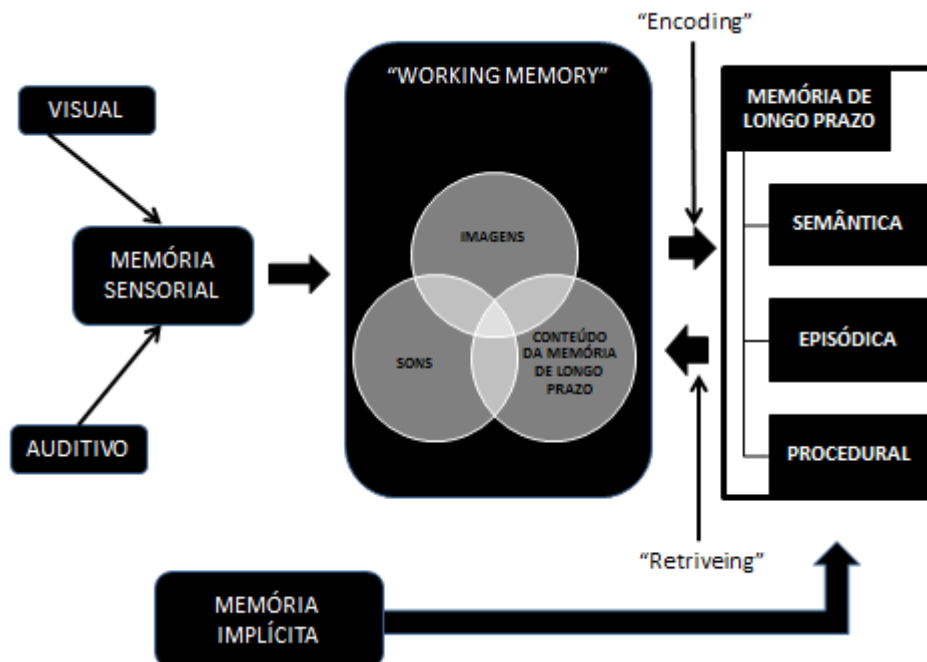 “Encoding”
“WORKING MEMORY”
VISUAL
MEMÓRIA DE
LONGO PRAZO
IMAGENS
SEMÂNTICA
MEMÓRIA
SENSORIAL
SONS
CONTEÚDO
DA MEMÓRIA
DE LONGO
PRAZO
EPISÓDICA
AUDITIVO
PROCEDURAL
“Retriveing”
MEMÓRIA
IMPLÍCITA